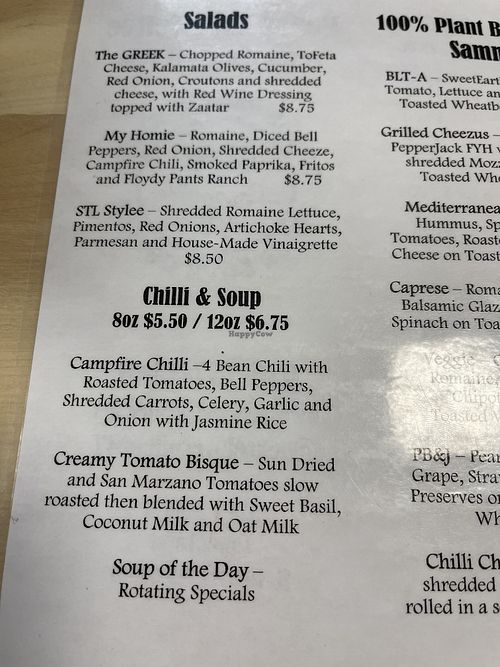 Salads
The GREEK – Chopped Romaine, ToFeta
Cheese, Kalamata Olives, Cucumber,
Red Onion, Croutons and shredded
cheese, with Red Wine Dressing
topped with Zaatar $8.75
My Homie – Romaine, Diced Bell
Peppers, Red Onion, Shredded Cheeze,
Campfire Chili, Smoked Paprika, Fritos
and Floydy Pants Ranch $8.75
STL Stylee – Shredded Romaine Lettuce,
Pimentos, Red Onions, Artichoke Hearts,
Parmesan and House-Made Vinaigrette
$8.50
Chilli & Soup
8oz $5.50 / 12oz $6.75
HappyCow
Campfire Chilli –4 Bean Chili with
Roasted Tomatoes, Bell Peppers,
Shredded Carrots, Celery, Garlic and
Onion with Jasmine Rice
Creamy Tomato Bisque – Sun Dried
and San Marzano Tomatoes slow
roasted then blended with Sweet Basil,
Coconut Milk and Oat Milk
Soup of the Day –
Rotating Specials
100% Plant B
Samm
BLT-A – SweetEart
Tomato, Lettuce an
Toasted Wheatb
Grilled Cheezus –
PepperJack FYH
shredded Moz
Toasted Whe
Mediterranea
Hummus, Sp
Tomatoes, Roast
Cheese on Toast
Caprese – Roma
Balsamic Glaz
Spinach on Toa
Veggie
Romaine
Chipot
Toasted
PB&j – Pear
Grape, Stra
Preserves o
Wh
Chilli Ch
shredded
rolled in a s